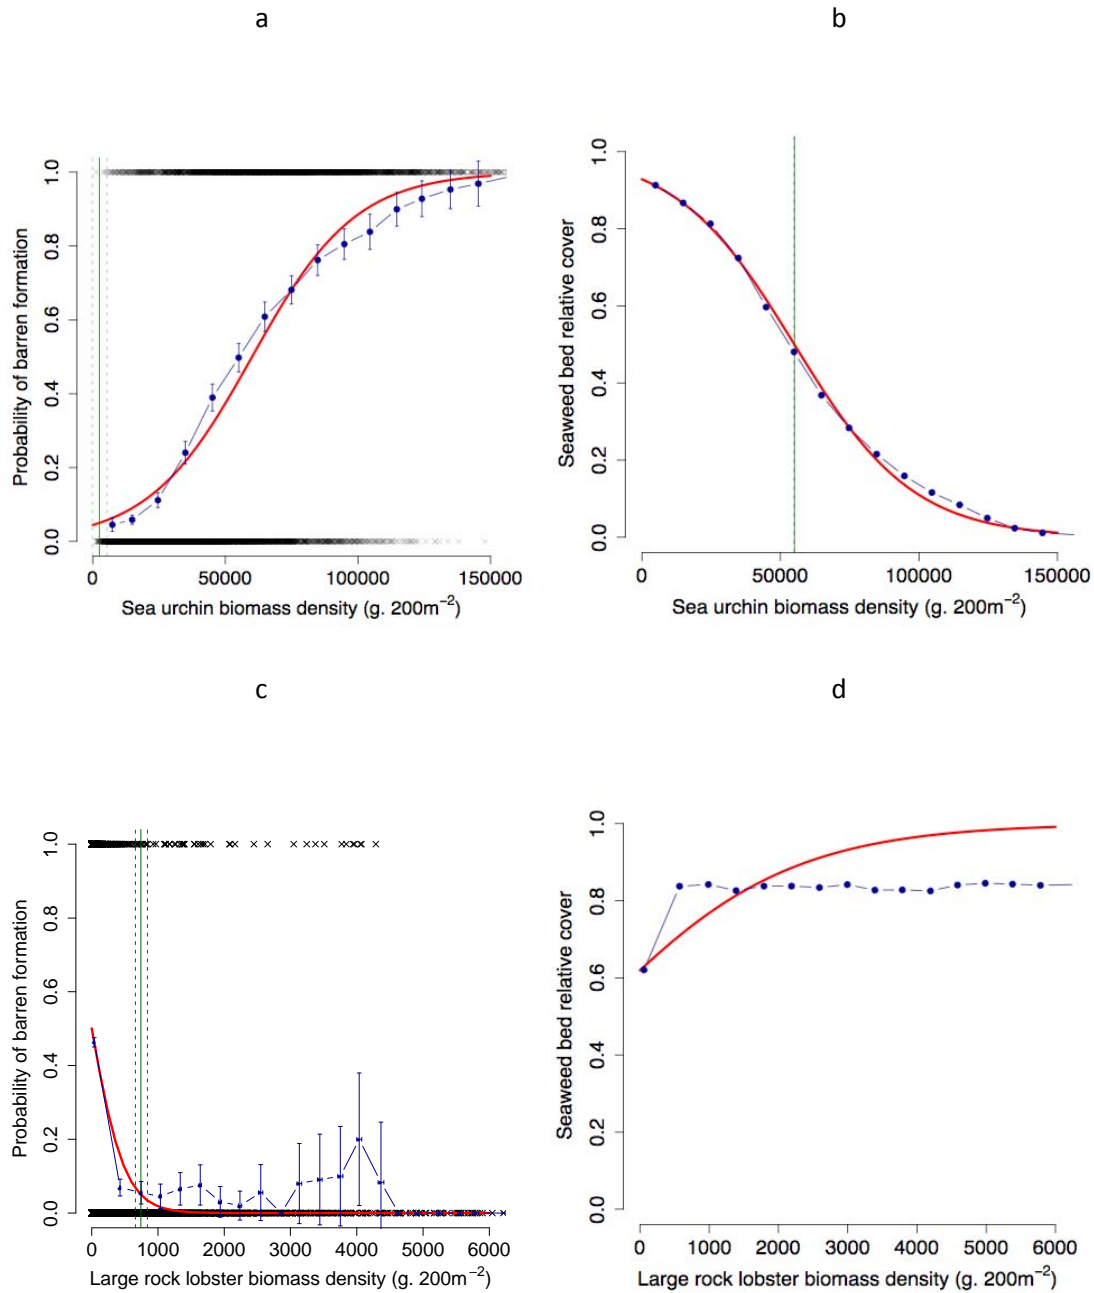 a
b
Probability of barren formation
0.0 0.2 0.4 0.6 0.8 1.0
0 50000 100000 150000
Sea urchin biomass density (g. 200m⁻²)
Seaweed bed relative cover
0.0 0.2 0.4 0.6 0.8 1.0
0 50000 100000 150000
Sea urchin biomass density (g. 200m⁻²)
c
d
Probability of barren formation
0.0 0.2 0.4 0.6 0.8 1.0
0 1000 2000 3000 4000 5000 6000
Large rock lobster biomass density (g. 200m⁻²)
Seaweed bed relative cover
0.0 0.2 0.4 0.6 0.8 1.0
0 1000 2000 3000 4000 5000 6000
Large rock lobster biomass density (g. 200m⁻²)